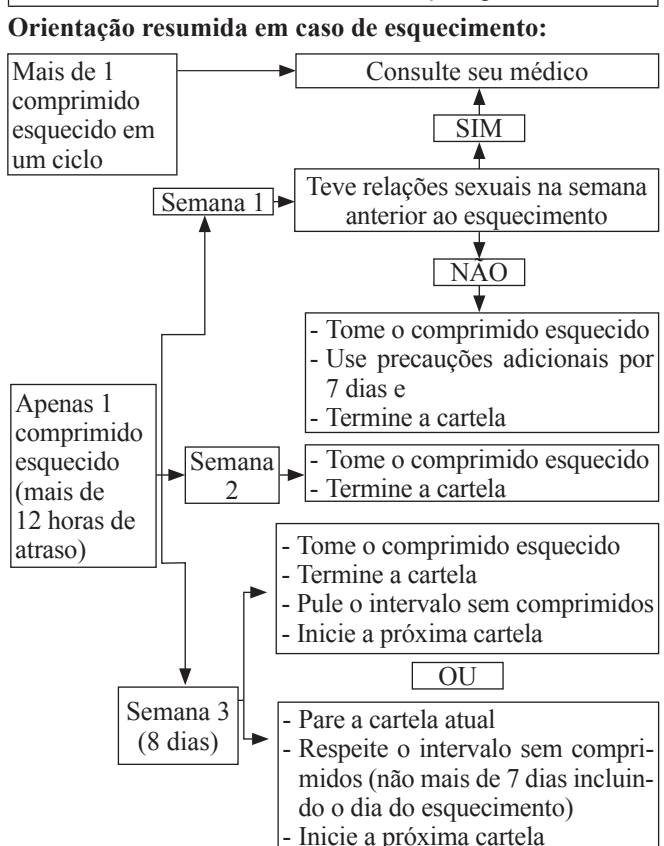 Orientação resumida em caso de esquecimento:
Mais de 1
comprimido
esquecido em
um ciclo
Consulte seu médico
SIM
Semana 1
Teve relações sexuais na semana
anterior ao esquecimento
NÃO
- Tome o comprimido esquecido
- Use precauções adicionais por
7 dias e
- Termine a cartela
Apenas 1
comprimido
esquecido
(mais de
12 horas de
atraso)
Semana
2
- Tome o comprimido esquecido
- Termine a cartela
- Tome o comprimido esquecido
- Termine a cartela
- Pule o intervalo sem comprimidos
- Inicie a próxima cartela
OU
Semana 3
(8 dias)
- Pare a cartela atual
- Respeite o intervalo sem compri-
midos (não mais de 7 dias incluin-
do o dia do esquecimento)
- Inicie a próxima cartela